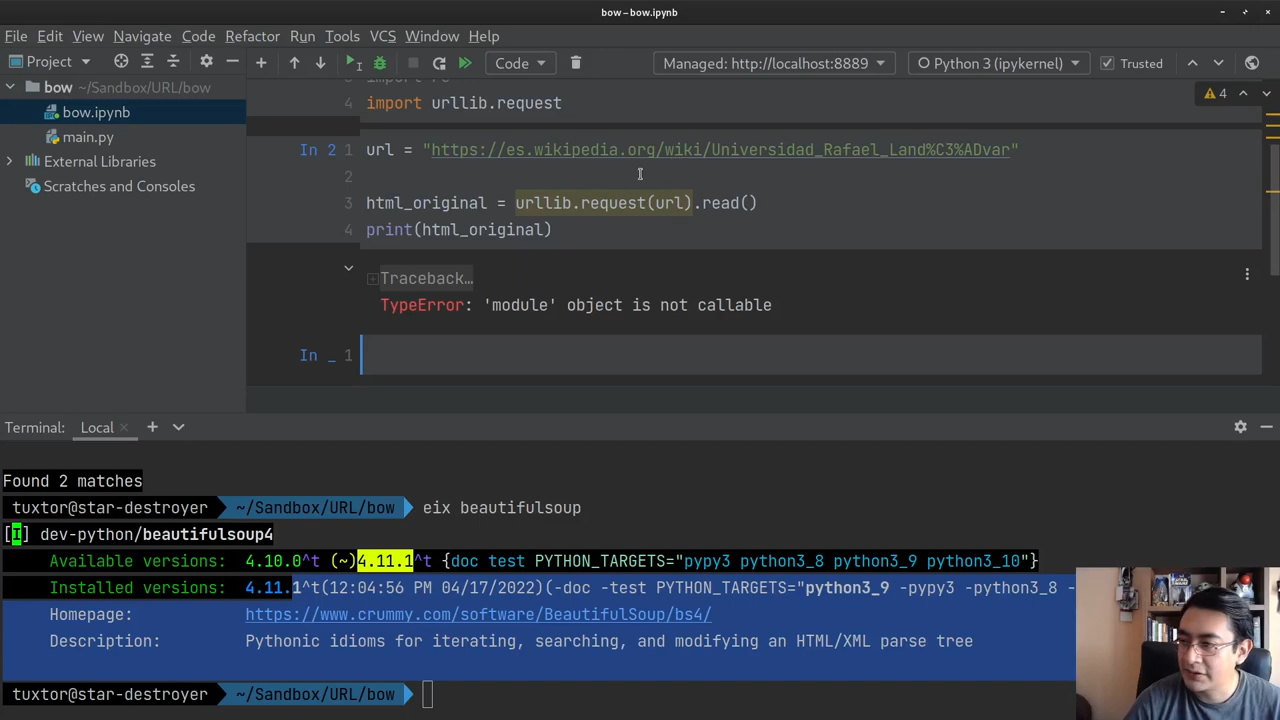 bow – bow.ipynb
File Edit View Navigate Code Refactor Run Tools VCS Window Help
Project Code Managed: http://localhost:8889 Python 3 (ipykernel) Trusted
bow ~/Sandbox/URL/bow
bow.ipynb
main.py
External Libraries
Scratches and Consoles
4 import urllib.request
4
In 2 1 url = "https://es.wikipedia.org/wiki/Universidad_Rafael_Land%C3%ADvar"
2
3 html_original = urllib.request(url).read()
4 print(html_original)
Traceback…
TypeError: 'module' object is not callable
In _ 1
Terminal: Local
Found 2 matches
tuxtor@star-destroyer ~/Sandbox/URL/bow eix beautifulsoup
[I] dev-python/beautifulsoup4
Available versions: 4.10.0^t (~)4.11.1^t {doc test PYTHON_TARGETS="pypy3 python3_8 python3_9 python3_10"}
Installed versions: 4.11.1^t(12:04:56 PM 04/17/2022)(-doc -test PYTHON_TARGETS="python3_9 -pypy3 -python3_8 -
Homepage: https://www.crummy.com/software/BeautifulSoup/bs4/
Description: Pythonic idioms for iterating, searching, and modifying an HTML/XML parse tree
tuxtor@star-destroyer ~/Sandbox/URL/bow